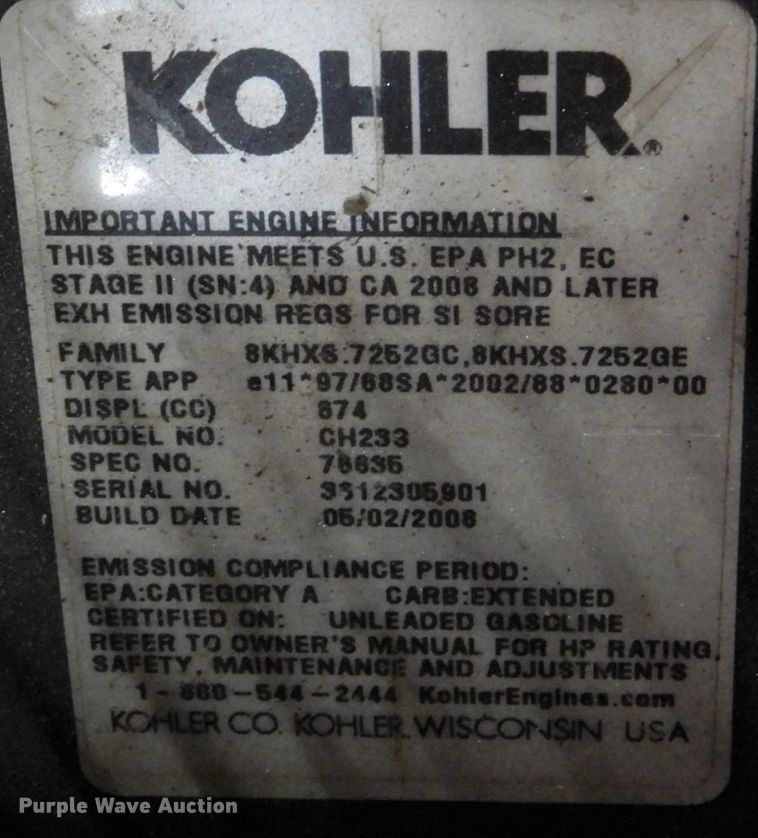 KOHLER®
IMPORTANT ENGINE INFORMATION
THIS ENGINE MEETS U.S. EPA PH2, EC
STAGE II (SN:4) AND CA 2008 AND LATER
EXH EMISSION REGS FOR SI SORE
FAMILY 8KHXS.7252GC,8KHXS.7252GE
TYPE APP e11*97/68SA*2002/88*0280*00
DISPL (CC) 674
MODEL NO. CH23S
SPEC NO.
SERIAL NO.
BUILD DATE 05/02/2008
EMISSION COMPLIANCE PERIOD:
EPA:CATEGORY A CARB:EXTENDED
CERTIFIED ON: UNLEADED GASOLINE
REFER TO OWNER'S MANUAL FOR HP RATING,
SAFETY, MAINTENANCE AND ADJUSTMENTS
1-800-544-2444 KohlerEngines.com
KOHLER CO. KOHLER, WISCONSIN USA
Purple Wave Auction